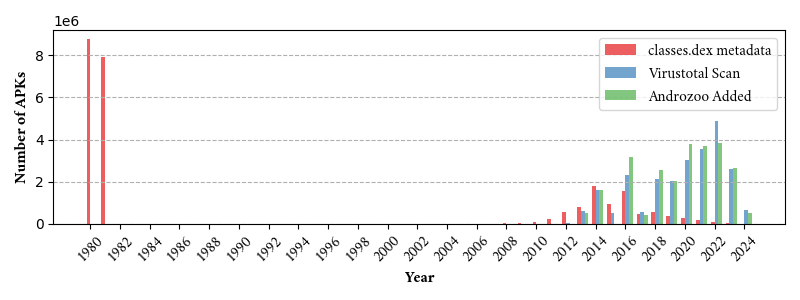 1e6
classes.dex metadata
Virustotal Scan
Androzoo Added
Number of APKs
8
6
4
2
0
1980 1982 1984 1986 1988 1990 1992 1994 1996 1998 2000 2002 2004 2006 2008 2010 2012 2014 2016 2018 2020 2022 2024
Year